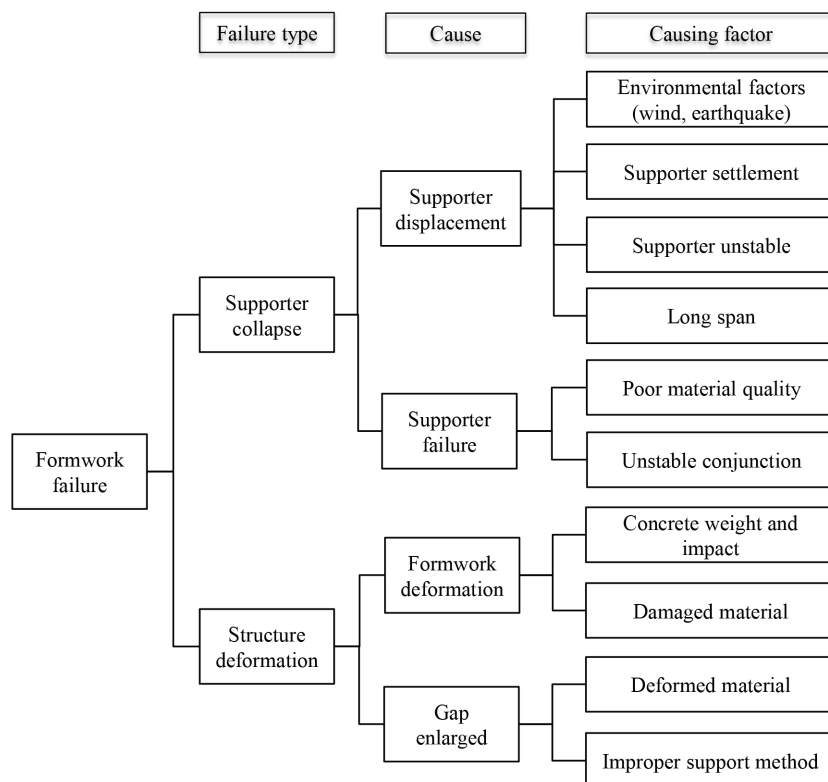 Failure type
Cause
Causing factor
Environmental factors
(wind, earthquake)
Supporter settlement
Supporter
displacement
Supporter unstable
Supporter
collapse
Long span
Poor material quality
Supporter
failure
Unstable conjunction
Formwork
failure
Concrete weight and
impact
Formwork
deformation
Damaged material
Structure
deformation
Deformed material
Gap
enlarged
Improper support method